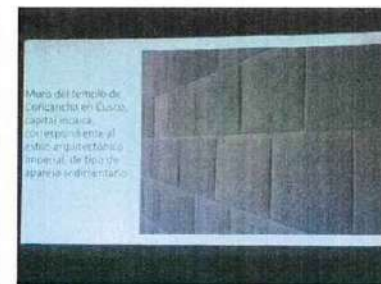 Muro del templo de
Coricancha en Cusco,
capital incaica,
correspondiente al
estilo arquitectónico
imperial, de tipo de
aparejo sedimentario